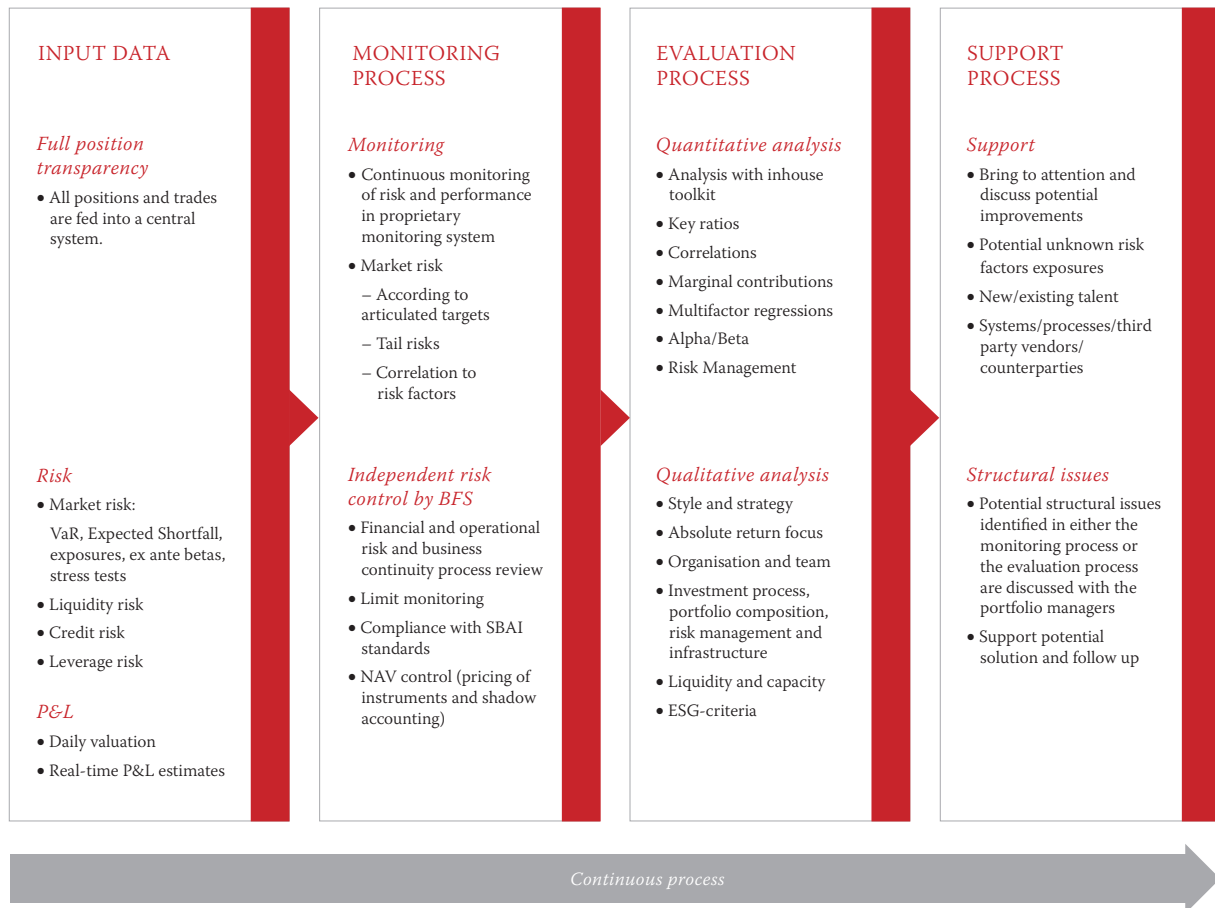 INPUT DATA
Full position
transparency
• All positions and trades
are fed into a central
system.
Risk
• Market risk:
VaR, Expected Shortfall,
exposures, ex ante betas,
stress tests
• Liquidity risk
• Credit risk
• Leverage risk
P&L
• Daily valuation
• Real-time P&L estimates
MONITORING
PROCESS
Monitoring
• Continuous monitoring
of risk and performance
in proprietary
monitoring system
• Market risk
– According to
articulated targets
– Tail risks
– Correlation to
risk factors
Independent risk
control by BFS
• Financial and operational
risk and business
continuity process review
• Limit monitoring
• Compliance with SBAI
standards
• NAV control (pricing of
instruments and shadow
accounting)
EVALUATION
PROCESS
Quantitative analysis
• Analysis with inhouse
toolkit
• Key ratios
• Correlations
• Marginal contributions
• Multifactor regressions
• Alpha/Beta
• Risk Management
Qualitative analysis
• Style and strategy
• Absolute return focus
• Organisation and team
• Investment process,
portfolio composition,
risk management and
infrastructure
• Liquidity and capacity
• ESG-criteria
SUPPORT
PROCESS
Support
• Bring to attention and
discuss potential
improvements
• Potential unknown risk
factors exposures
• New/existing talent
• Systems/processes/third
party vendors/
counterparties
Structural issues
• Potential structural issues
identified in either the
monitoring process or
the evaluation process
are discussed with the
portfolio managers
• Support potential
solution and follow up
Continuous process